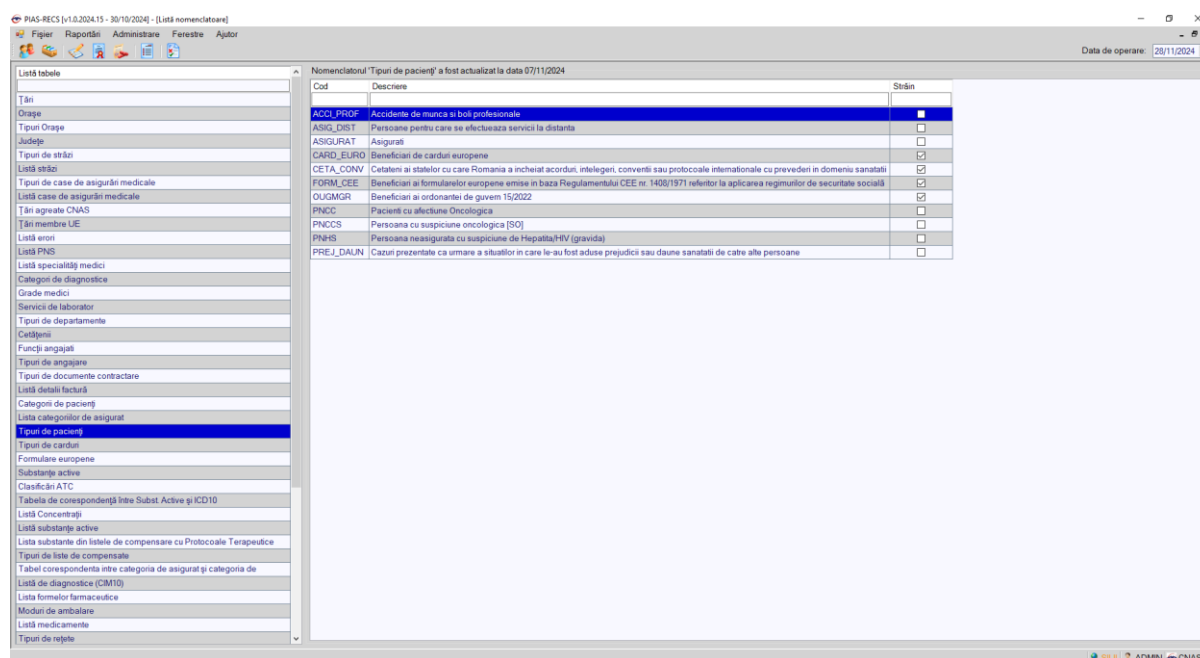 PIAS-RECS [v1.0.2024.15 - 30/10/2024] - [Listă nomenclatoare]
Fişier Raportări Administrare Ferestre Ajutor
Data de operare: 28/11/2024
Listă tabele
Ţări
Oraşe
Tipuri Oraşe
Judeţe
Tipuri de străzi
Listă străzi
Tipuri de case de asigurări medicale
Listă case de asigurări medicale
Ţări agreate CNAS
Ţări membre UE
Listă erori
Listă PNS
Listă specialităţi medici
Categorii de diagnostice
Grade medici
Servicii de laborator
Tipuri de departamente
Cetăţenii
Funcţii angajati
Tipuri de angajare
Tipuri de documente contractare
Listă detalii factură
Categorii de pacienţi
Lista categoriilor de asigurat
Tipuri de pacienţi
Tipuri de carduri
Formulare europene
Substanţe active
Clasificări ATC
Tabela de corespondenţă între Subst. Active şi ICD10
Listă Concentraţii
Listă substanţe active
Lista substante din listele de compensare cu Protocoale Terapeutice
Tipuri de liste de compensate
Tabel corespondenta intre categoria de asigurat şi categoria de
Listă de diagnostice (CIM10)
Lista formelor farmaceutice
Moduri de ambalare
Listă medicamente
Tipuri de reţete
Nomenclatorul 'Tipuri de pacienţi' a fost actualizat la data 07/11/2024
Cod Descriere Străin
ACCI_PROF Accidente de munca si boli profesionale
ASIG_DIST Persoane pentru care se efectueaza servicii la distanta
ASIGURAT Asigurati
CARD_EURO Beneficiari de carduri europene
CETA_CONV Cetateni ai statelor cu care Romania a incheiat acorduri, intelegeri, conventii sau protocoale internationale cu prevederi in domeniu sanatatii
FORM_CEE Beneficiari ai formularelor europene emise in baza Regulamentului CEE nr. 1408/1971 referitor la aplicarea regimurilor de securitate socială
OUGMGR Beneficiari ai ordonantei de guvern 15/2022
PNCC Pacienti cu afectiune Oncologica
PNCCS Persoana cu suspiciune oncologica [SO]
PNHS Persoana neasigurata cu suspiciune de Hepatita/HIV (gravida)
PREJ_DAUN Cazuri prezentate ca urmare a situatiilor in care le-au fost aduse prejudicii sau daune sanatatii de catre alte persoane
ADMIN CNAS